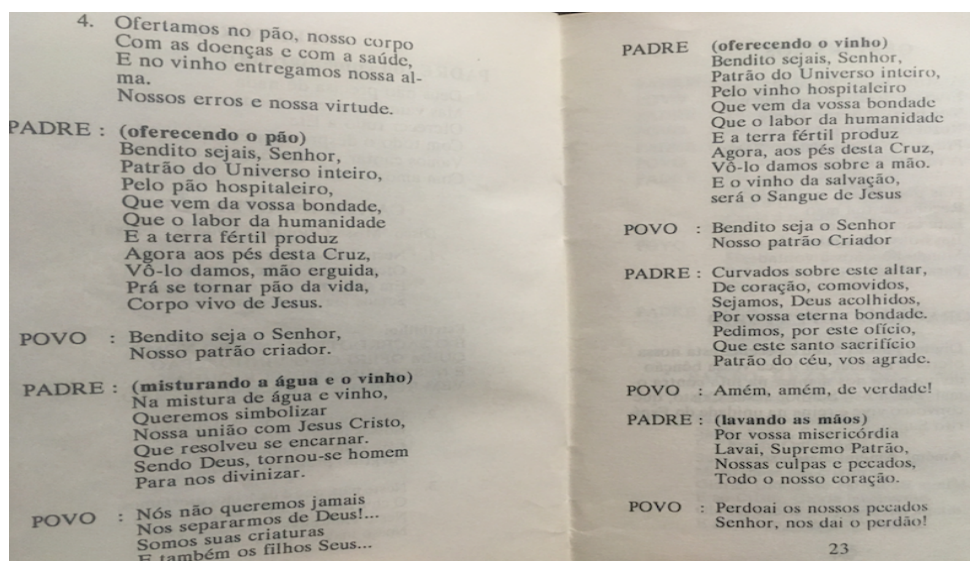 4. Ofertamos no pão, nosso corpo
Com as doenças e com a saúde,
E no vinho entregamos nossa al-
ma.
Nossos erros e nossa virtude.
PADRE : (oferecendo o pão)
Bendito sejais, Senhor,
Patrão do Universo inteiro,
Pelo pão hospitaleiro,
Que vem da vossa bondade,
Que o labor da humanidade
E a terra fértil produz
Agora aos pés desta Cruz,
Vô-lo damos, mão erguida,
Prá se tornar pão da vida,
Corpo vivo de Jesus.
POVO : Bendito seja o Senhor,
Nosso patrão criador.
PADRE : (misturando a água e o vinho)
Na mistura de água e vinho,
Queremos simbolizar
Nossa união com Jesus Cristo,
Que resolveu se encarnar.
Sendo Deus, tornou-se homem
Para nos divinizar.
POVO : Nós não queremos jamais
Nos separarmos de Deus!...
Somos suas criaturas
E também os filhos Seus...
PADRE (oferecendo o vinho)
Bendito sejais, Senhor,
Patrão do Universo inteiro,
Pelo vinho hospitaleiro
Que vem da vossa bondade
Que o labor da humanidade
E a terra fértil produz
Agora, aos pés desta Cruz,
Vô-lo damos sobre a mão.
E o vinho da salvação,
será o Sangue de Jesus
POVO : Bendito seja o Senhor
Nosso patrão Criador
PADRE : Curvados sobre este altar,
De coração, comovidos,
Sejamos, Deus acolhidos,
Por vossa eterna bondade.
Pedimos, por este ofício,
Que este santo sacrifício
Patrão do céu, vos agrade.
POVO : Amém, amém, de verdade!
PADRE : (lavando as mãos)
Por vossa misericórdia
Lavai, Supremo Patrão,
Nossas culpas e pecados,
Todo o nosso coração.
POVO : Perdoai os nossos pecados
Senhor, nos dai o perdão!
23